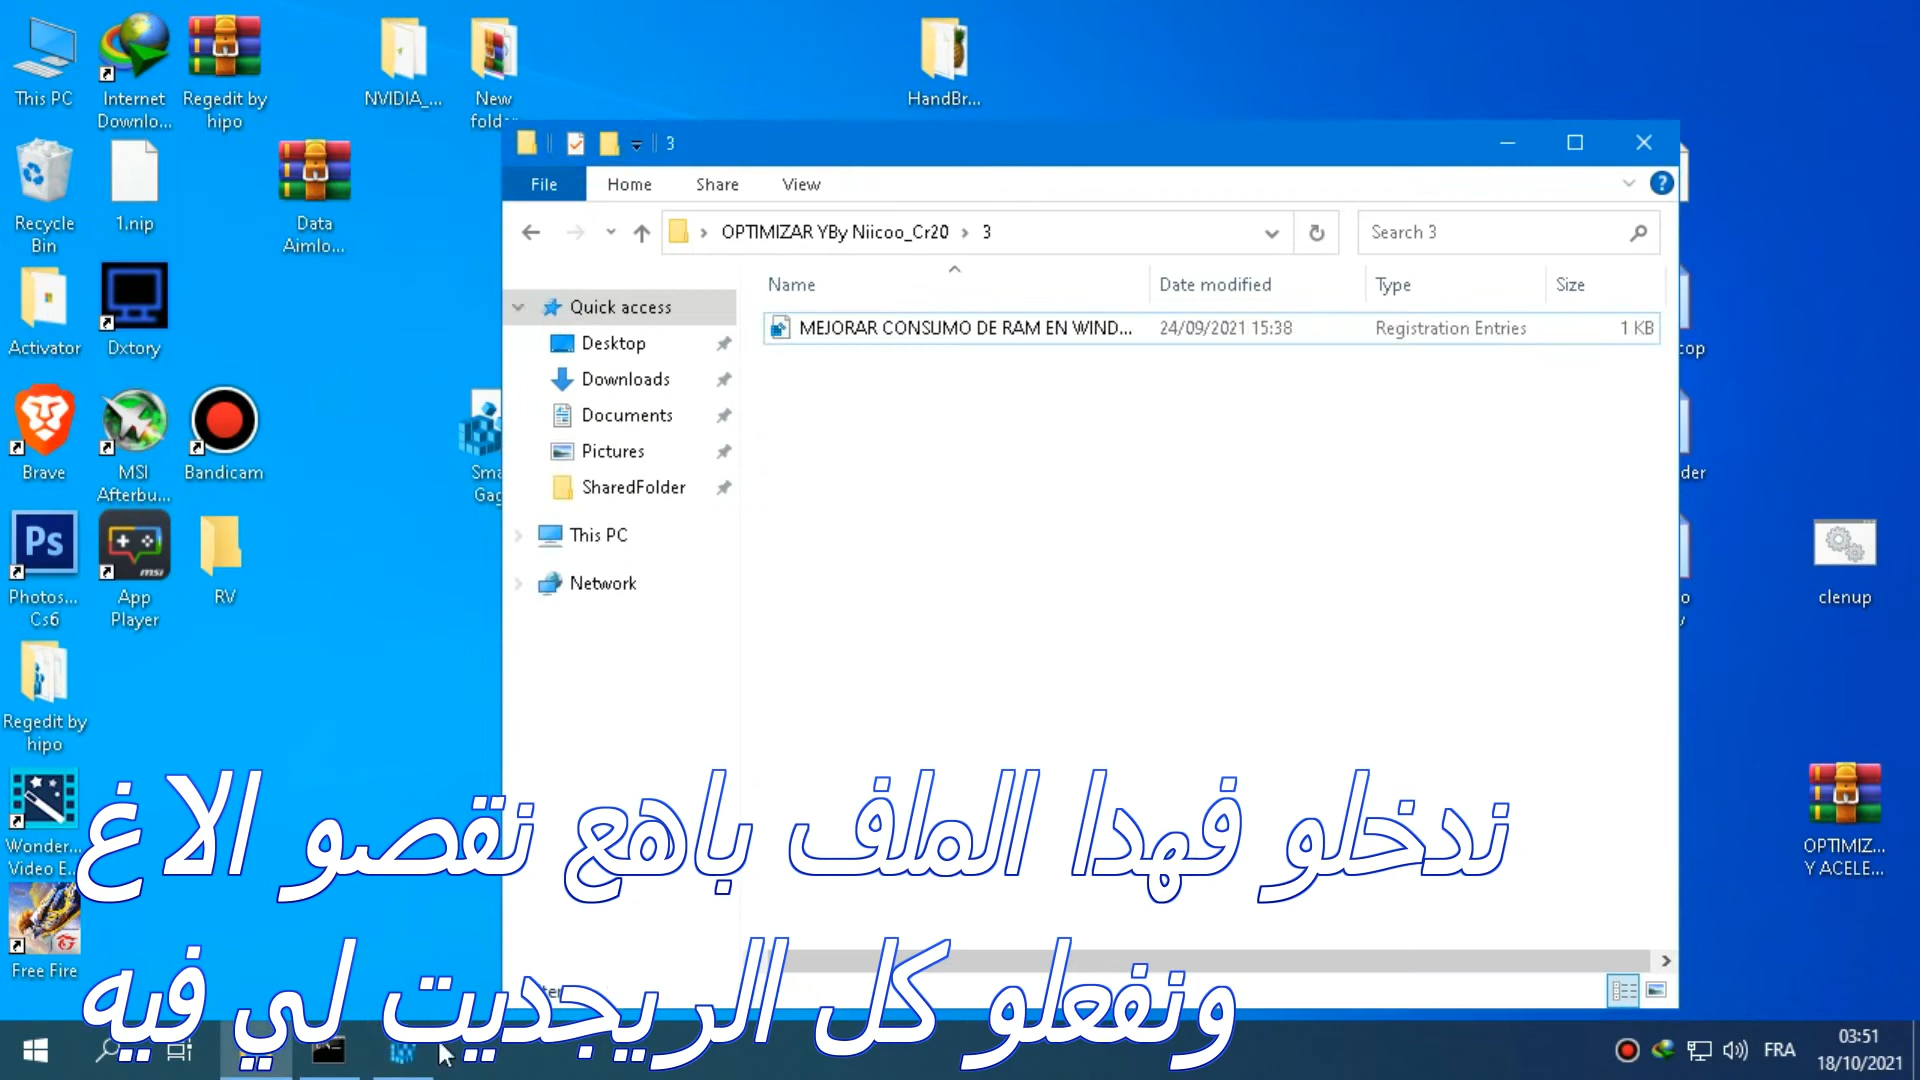 This PC
Internet
Downlo...
Regedit by
hipo
NVIDIA_...
New
HandBr...
Recycle
Bin
1.nip
Data
Aimlo...
Activator
Dxtory
Brave
MSI
Afterbu...
Bandicam
Photos...
Cs6
App
Player
RV
Regedit by
hipo
Wonder...
Video E...
Free Fire
clenup
OPTIMIZ...
Y ACELE...
3
File
Home
Share
View
OPTIMIZAR YBy Niicoo_Cr20 › 3
Search 3
Name
Date modified
Type
Size
MEJORAR CONSUMO DE RAM EN WIND...
24/09/2021 15:38
Registration Entries
1 KB
Quick access
Desktop
Downloads
Documents
Pictures
SharedFolder
This PC
Network
ندخلو فهدا الملف باهع نقصو الاغ
ونفعلو كل الريجديت لي فيه
FRA
03:51
18/10/2021